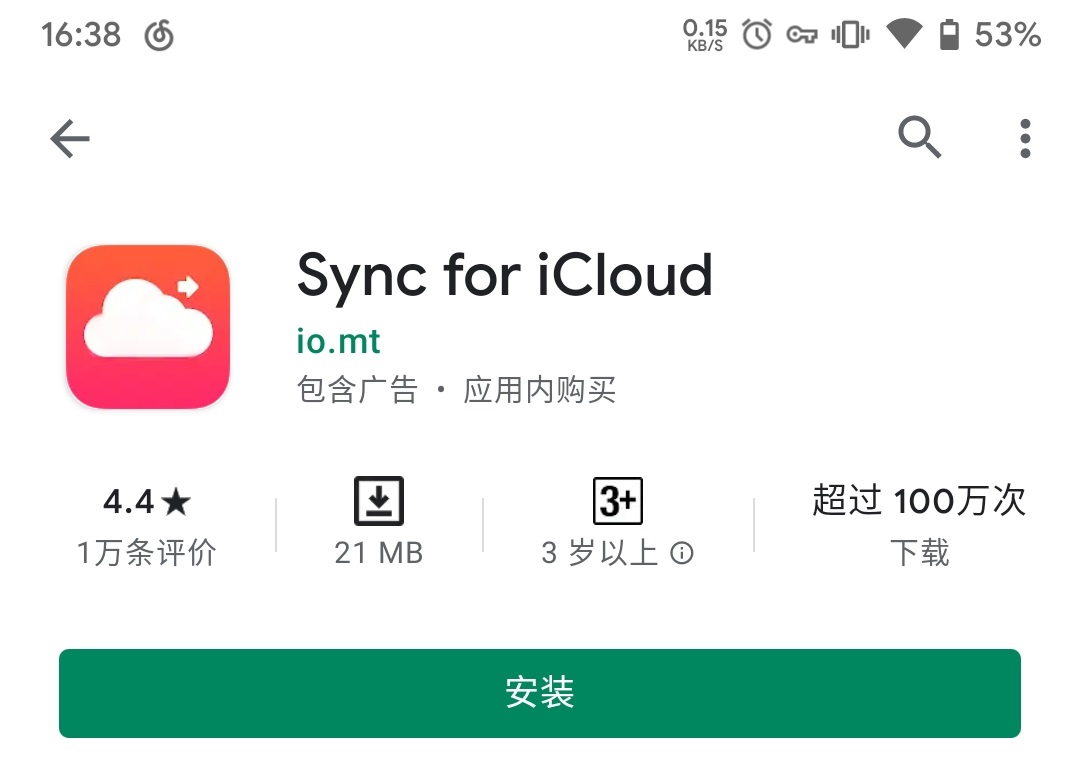 16:38
0.15
KB/S
53%
Sync for iCloud
io.mt
包含广告 · 应用内购买
4.4★
1万条评价
21 MB
3+
3 岁以上
超过 100万次
下载
安装